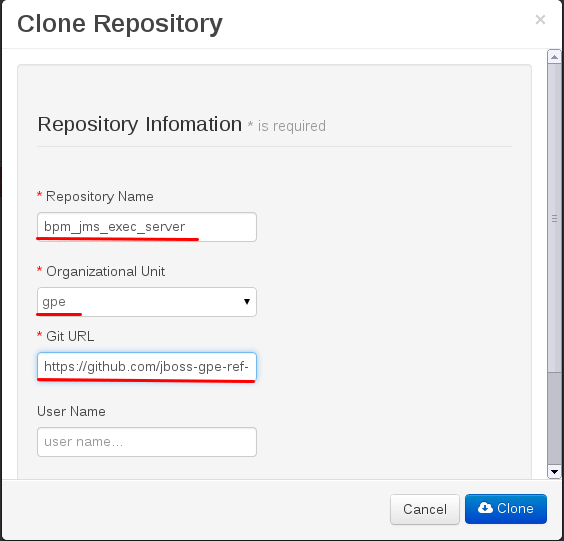 Clone Repository ×
Repository Infomation * is required
* Repository Name
bpm_jms_exec_server
* Organizational Unit
gpe
* Git URL
https://github.com/jboss-gpe-ref-
User Name
user name...
Cancel Clone